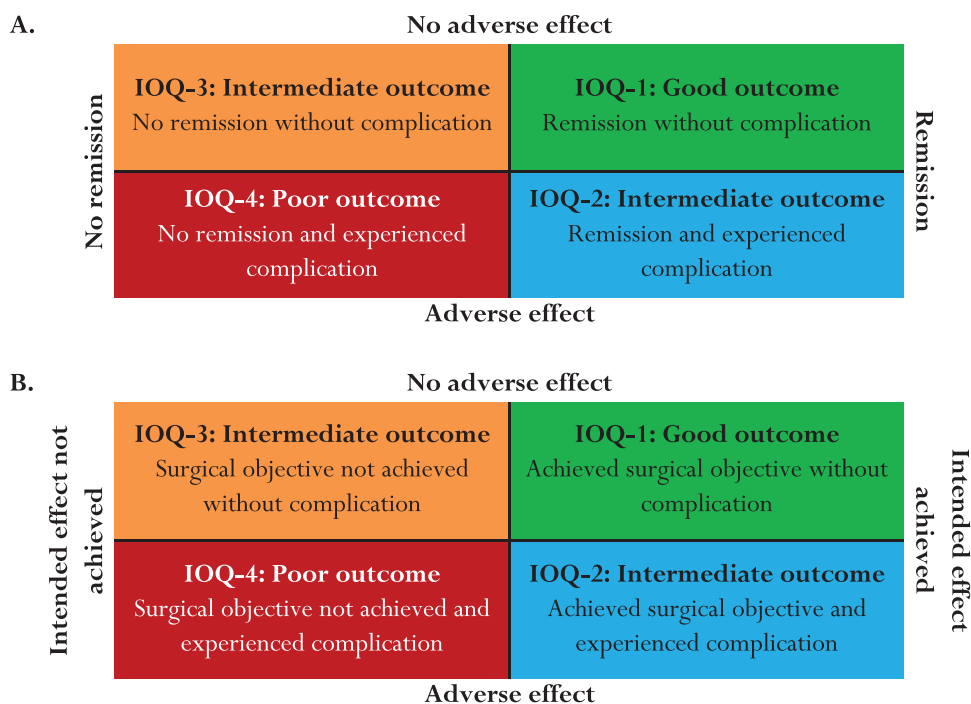 A.
No adverse effect
No remission
IOQ-3: Intermediate outcome
No remission without complication
IOQ-1: Good outcome
Remission without complication
IOQ-4: Poor outcome
No remission and experienced
complication
IOQ-2: Intermediate outcome
Remission and experienced
complication
Remission
Adverse effect
B.
No adverse effect
Intended effect not
achieved
IOQ-3: Intermediate outcome
Surgical objective not achieved
without complication
IOQ-1: Good outcome
Achieved surgical objective without
complication
IOQ-4: Poor outcome
Surgical objective not achieved and
experienced complication
IOQ-2: Intermediate outcome
Achieved surgical objective and
experienced complication
Intended effect
achieved
Adverse effect